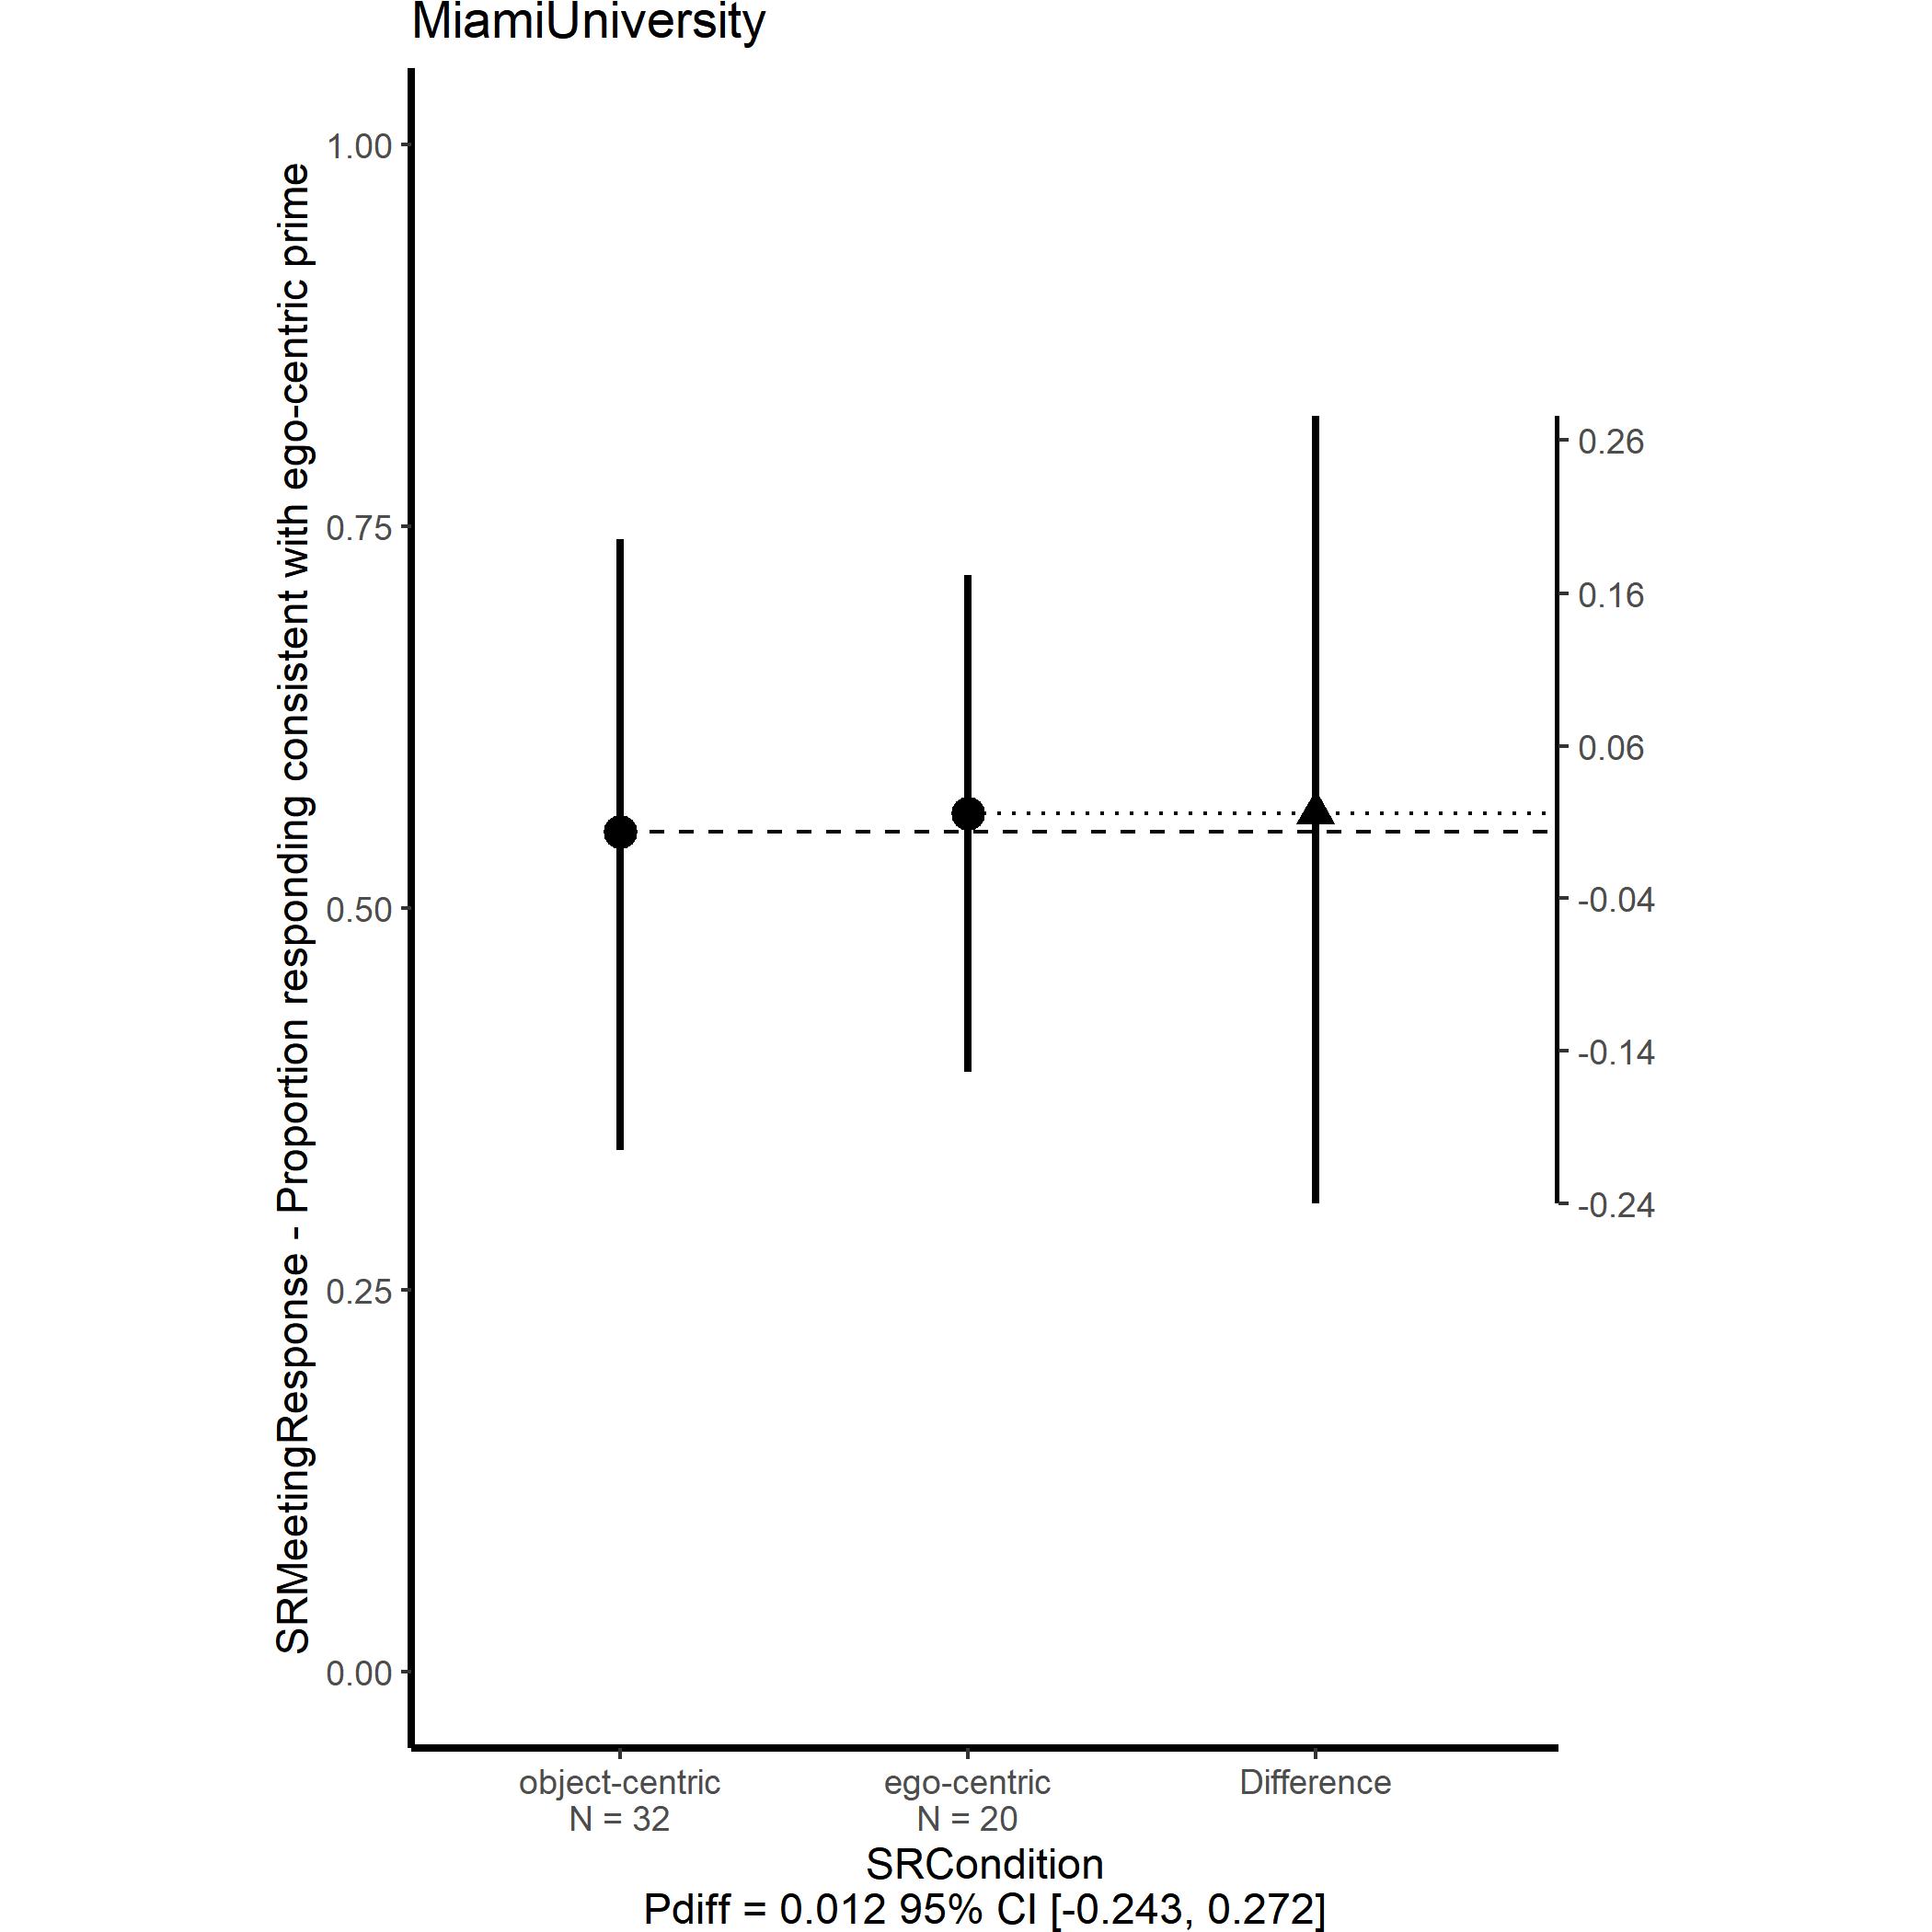 MiamiUniversity
SRMeetingResponse - Proportion responding consistent with ego-centric prime
1.00
0.75
0.50
0.25
0.00
0.26
0.16
0.06
-0.04
-0.14
-0.24
object-centric
N = 32
ego-centric
N = 20
Difference
SRCondition
Pdiff = 0.012 95% CI [-0.243, 0.272]